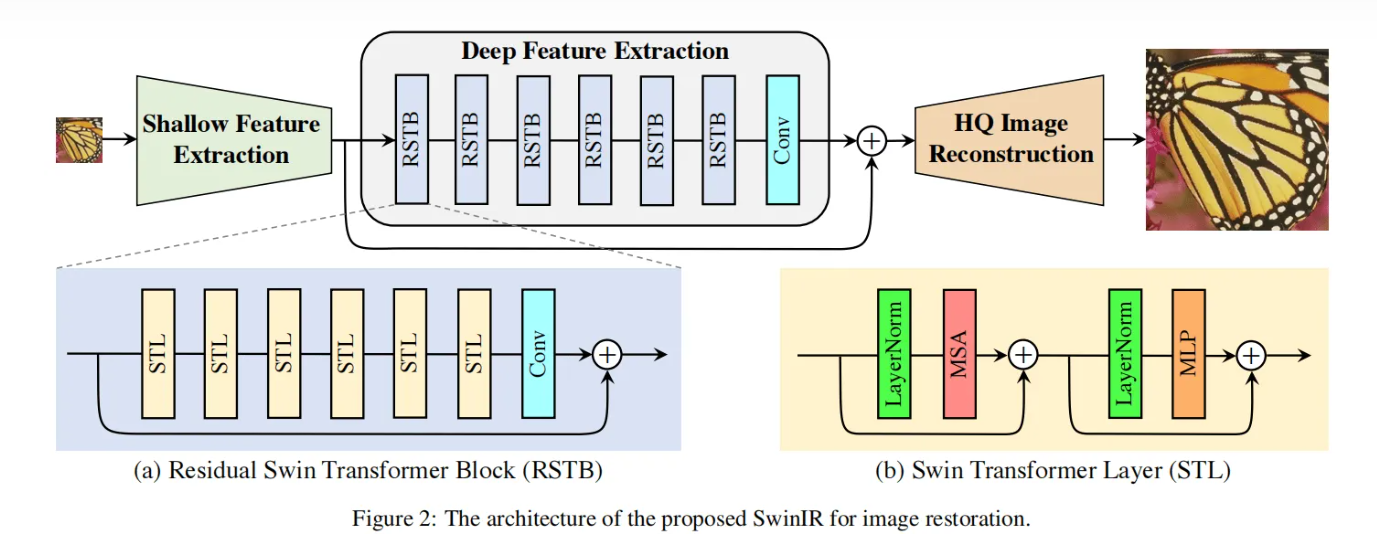 Deep Feature Extraction
Shallow Feature
Extraction
RSTB
RSTB
RSTB
RSTB
RSTB
RSTB
Conv
HQ Image
Reconstruction
STL
STL
STL
STL
STL
STL
Conv
(a) Residual Swin Transformer Block (RSTB)
LayerNorm
MSA
LayerNorm
MLP
(b) Swin Transformer Layer (STL)
Figure 2: The architecture of the proposed SwinIR for image restoration.